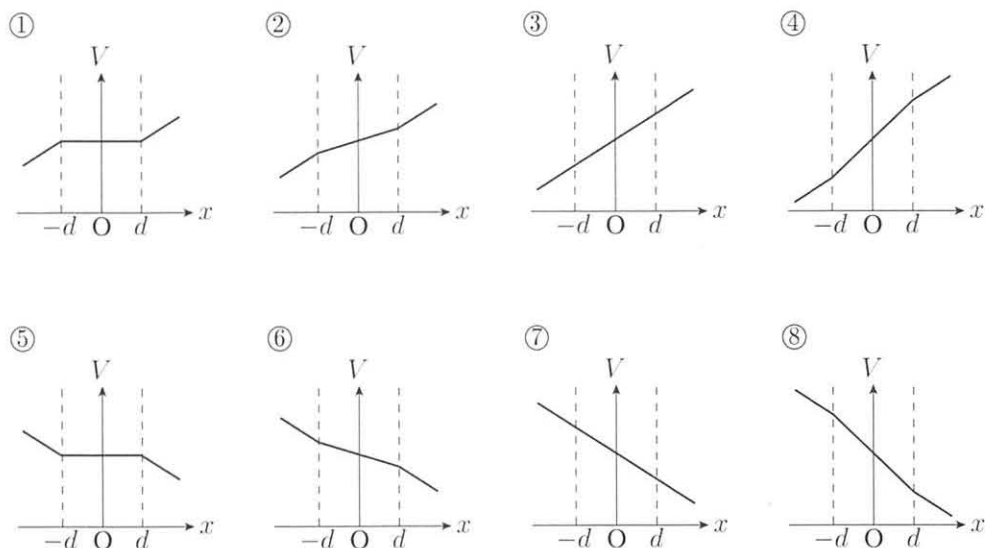 ① ② ③ ④
V V V V
−d O d x −d O d x −d O d x −d O d x
⑤ ⑥ ⑦ ⑧
V V V V
−d O d x −d O d x −d O d x −d O d x